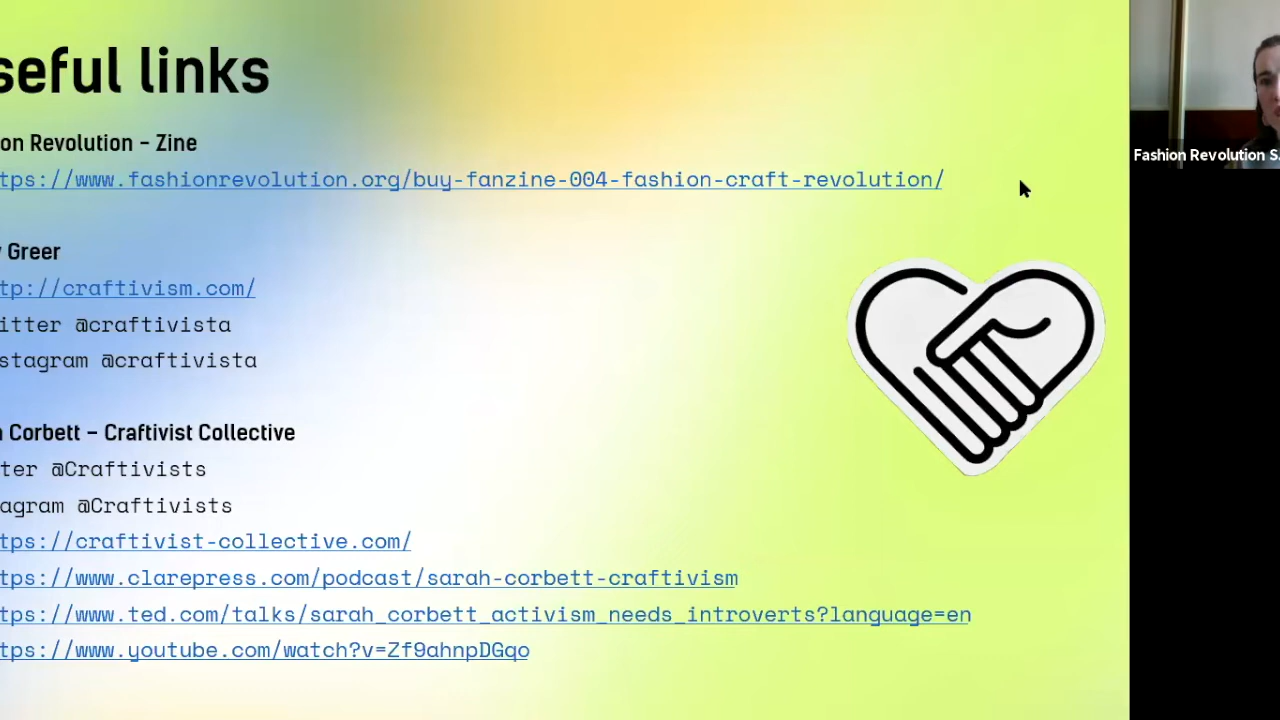 seful links
on Revolution – Zine
tps://www.fashionrevolution.org/buy-fanzine-004-fashion-craft-revolution/
Fashion Revolution S.
y Greer
tp://craftivism.com/
itter @craftivista
stagram @craftivista
n Corbett – Craftivist Collective
ter @Craftivists
agram @Craftivists
tps://craftivist-collective.com/
tps://www.clarepress.com/podcast/sarah-corbett-craftivism
tps://www.ted.com/talks/sarah_corbett_activism_needs_introverts?language=en
tps://www.youtube.com/watch?v=Zf9ahnpDGqo